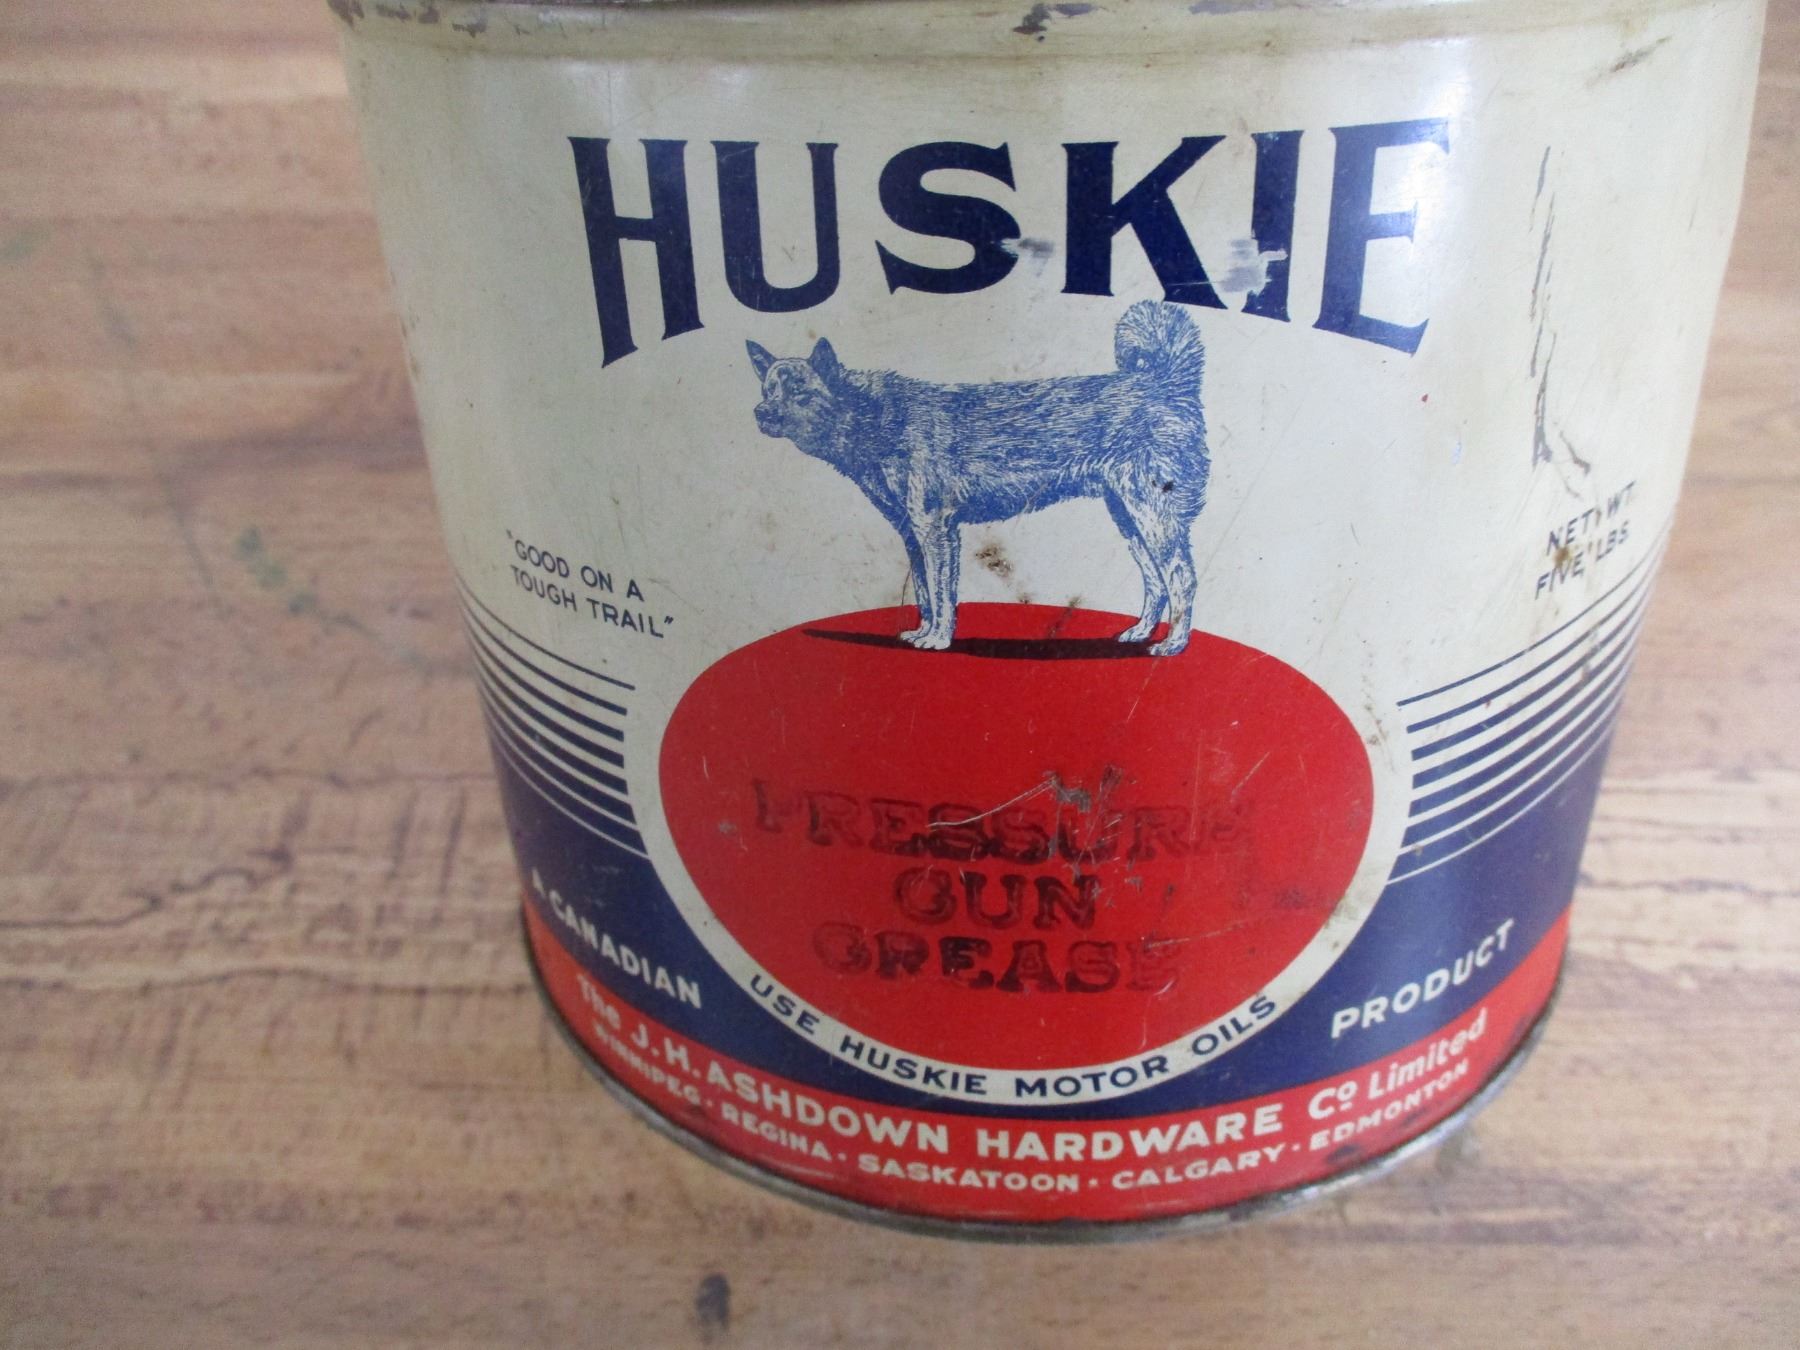 HUSKIE
"GOOD ON A
TOUGH TRAIL"
NET WT.
FIVE LBS
PRESSURE
GUN
GREASE
USE HUSKIE MOTOR OILS
A CANADIAN PRODUCT
The J.H. ASHDOWN HARDWARE Co Limited
WINNIPEG · REGINA · SASKATOON · CALGARY · EDMONTON